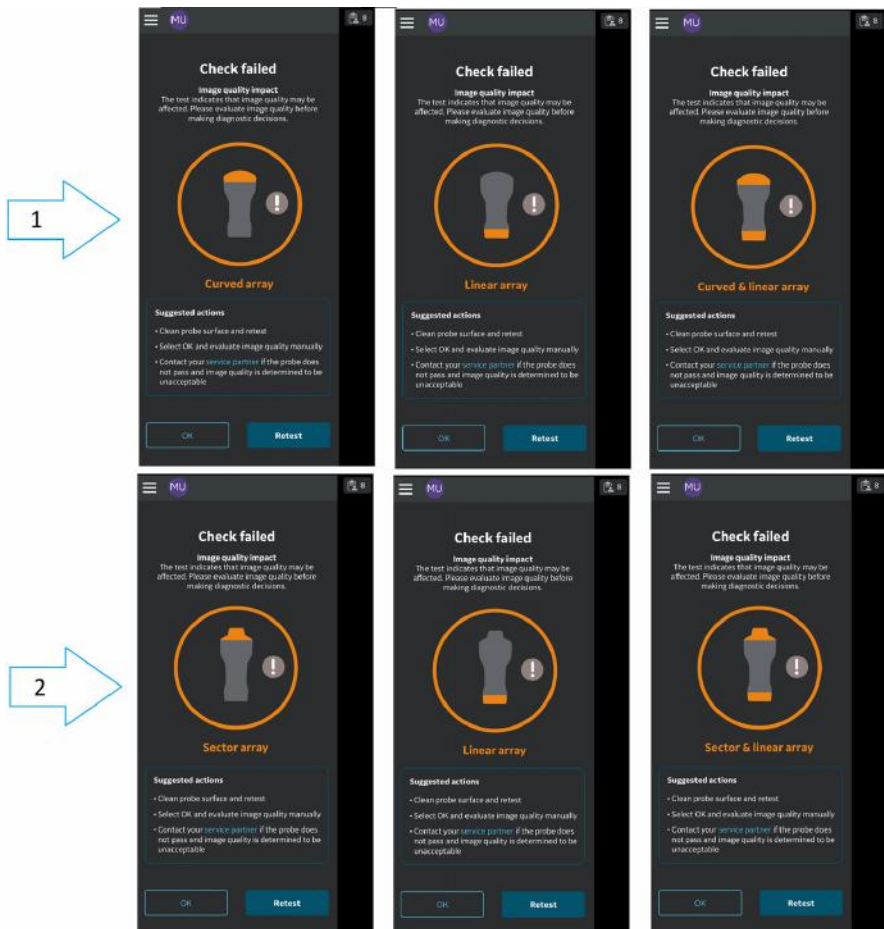 MU
8
Check failed
Image quality impact
The test indicates that image quality may be
affected. Please evaluate image quality before
making diagnostic decisions.
Curved array
Suggested actions
• Clean probe surface and retest
• Select OK and evaluate image quality manually
• Contact your service partner if the probe does
not pass and image quality is determined to be
unacceptable
OK
Retest
MU
8
Check failed
Image quality impact
The test indicates that image quality may be
affected. Please evaluate image quality before
making diagnostic decisions.
Linear array
Suggested actions
• Clean probe surface and retest
• Select OK and evaluate image quality manually
• Contact your service partner if the probe does
not pass and image quality is determined to be
unacceptable
OK
Retest
MU
8
Check failed
Image quality impact
The test indicates that image quality may be
affected. Please evaluate image quality before
making diagnostic decisions.
Curved & linear array
Suggested actions
• Clean probe surface and retest
• Select OK and evaluate image quality manually
• Contact your service partner if the probe does
not pass and image quality is determined to be
unacceptable
OK
Retest
1
MU
8
Check failed
Image quality impact
The test indicates that image quality may be
affected. Please evaluate image quality before
making diagnostic decisions.
Sector array
Suggested actions
• Clean probe surface and retest
• Select OK and evaluate image quality manually
• Contact your service partner if the probe does
not pass and image quality is determined to be
unacceptable
OK
Retest
MU
8
Check failed
Image quality impact
The test indicates that image quality may be
affected. Please evaluate image quality before
making diagnostic decisions.
Linear array
Suggested actions
• Clean probe surface and retest
• Select OK and evaluate image quality manually
• Contact your service partner if the probe does
not pass and image quality is determined to be
unacceptable
OK
Retest
MU
8
Check failed
Image quality impact
The test indicates that image quality may be
affected. Please evaluate image quality before
making diagnostic decisions.
Sector & linear array
Suggested actions
• Clean probe surface and retest
• Select OK and evaluate image quality manually
• Contact your service partner if the probe does
not pass and image quality is determined to be
unacceptable
OK
Retest
2